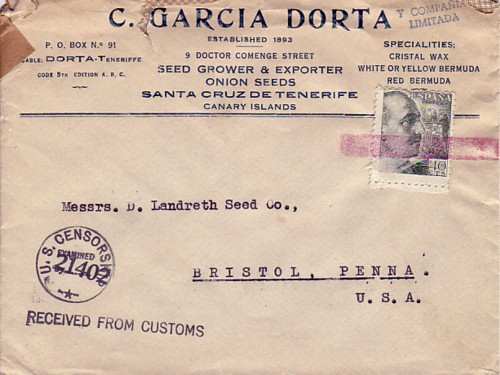 C. GARCIA DORTA
Y COMPAÑIA
LIMITADA
ESTABLISHED 1893
P. O. BOX N.º 91
CABLE: DORTA-TENERIFFE
CODE 5TH EDITION A. B. C.
9 DOCTOR COMENGE STREET
SEED GROWER & EXPORTER
ONION SEEDS
SANTA CRUZ DE TENERIFE
CANARY ISLANDS
SPECIALITIES:
CRISTAL WAX
WHITE OR YELLOW BERMUDA
RED BERMUDA
ESPAÑA
40
CTS
Messrs. D. Landreth Seed Co.,
BRISTOL, PENNA.
U.S.A.
U.S. CENSORSHIP
EXAMINED
21402
RECEIVED FROM CUSTOMS